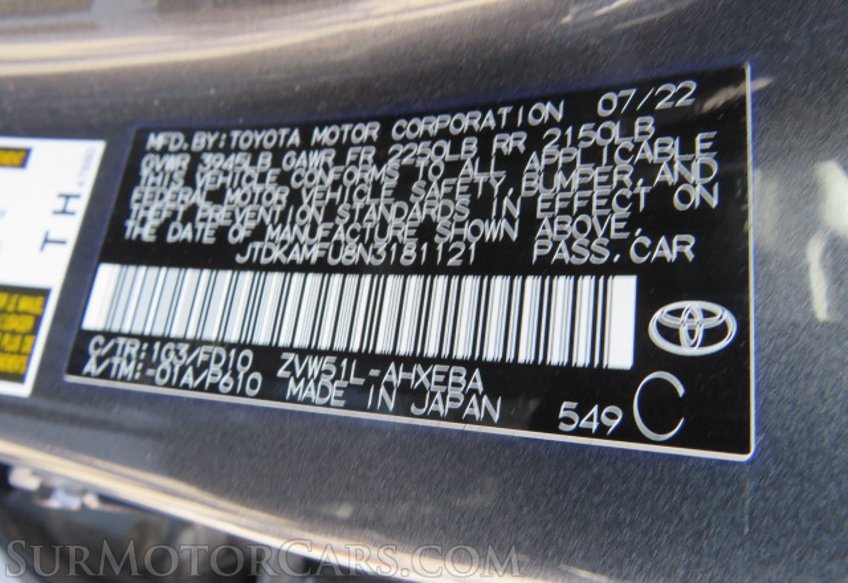 MFD.BY:TOYOTA MOTOR CORPORATION 07/22
GVWR 3945LB GAWR FR 2250LB RR 2150LB
THIS VEHICLE CONFORMS TO ALL APPLICABLE
FEDERAL MOTOR VEHICLE SAFETY, BUMPER, AND
THEFT PREVENTION STANDARDS IN EFFECT ON
THE DATE OF MANUFACTURE SHOWN ABOVE.
JTDKAMFU8N3181121 PASS.CAR
C/TR:1G3/FD10 ZVW51L-AHXEBA
A/TM:-01A/P610 MADE IN JAPAN 549 C
TH
SurMotorCars.com